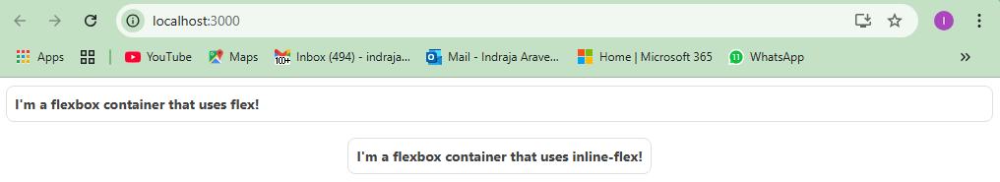 localhost:3000
I
Apps
YouTube
Maps
100+
Inbox (494) - indraja...
Mail - Indraja Arave...
Home | Microsoft 365
11
WhatsApp
I'm a flexbox container that uses flex!
I'm a flexbox container that uses inline-flex!